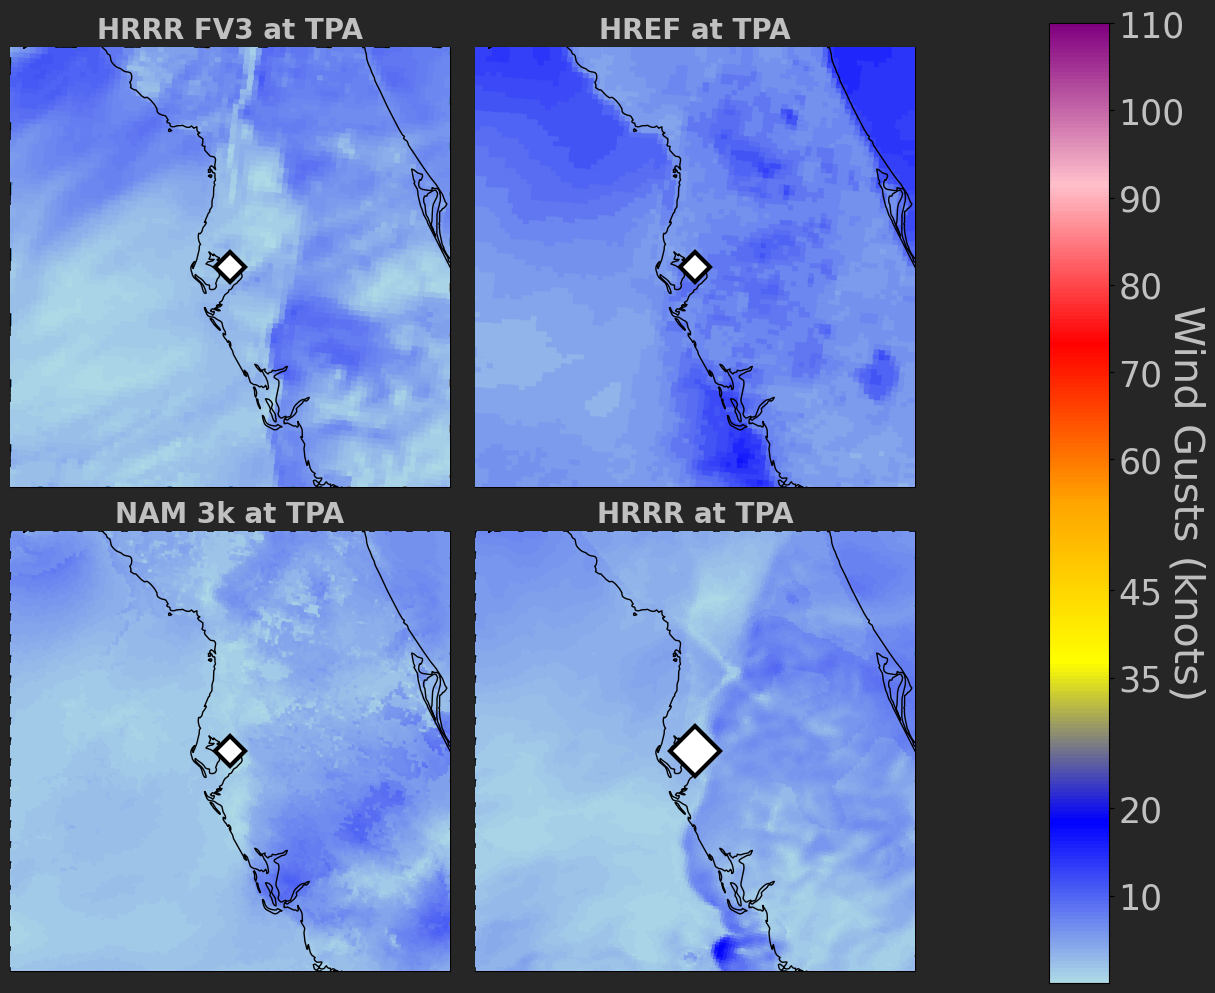 HRRR FV3 at TPA
HREF at TPA
NAM 3k at TPA
HRRR at TPA
110
100
90
80
70
60
45
35
20
10
Wind Gusts (knots)